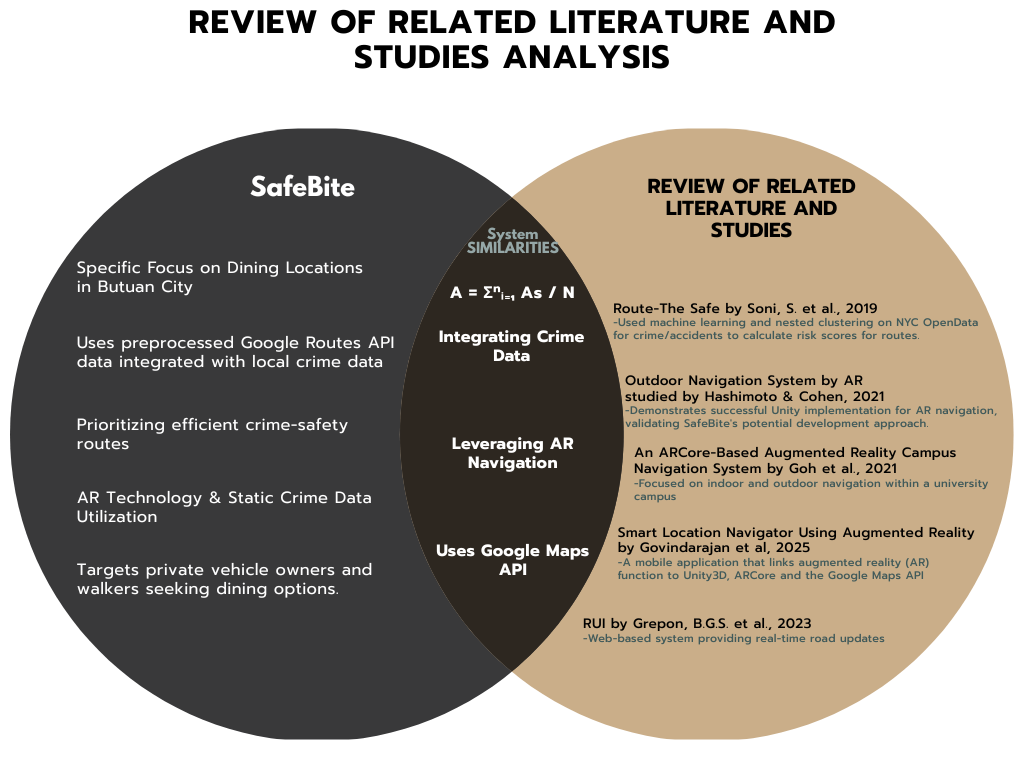 REVIEW OF RELATED LITERATURE AND
STUDIES ANALYSIS
SafeBite
Specific Focus on Dining Locations
in Butuan City
Uses preprocessed Google Routes API
data integrated with local crime data
Prioritizing efficient crime-safety
routes
AR Technology & Static Crime Data
Utilization
Targets private vehicle owners and
walkers seeking dining options.
System
SIMILARITIES
A = Σⁿᵢ₌₁ As / N
Integrating Crime
Data
Leveraging AR
Navigation
Uses Google Maps
API
REVIEW OF RELATED
LITERATURE AND
STUDIES
Route-The Safe by Soni, S. et al., 2019
-Used machine learning and nested clustering on NYC OpenData
for crime/accidents to calculate risk scores for routes.
Outdoor Navigation System by AR
studied by Hashimoto & Cohen, 2021
-Demonstrates successful Unity implementation for AR navigation,
validating SafeBite's potential development approach.
An ARCore-Based Augmented Reality Campus
Navigation System by Goh et al., 2021
-Focused on indoor and outdoor navigation within a university
campus
Smart Location Navigator Using Augmented Reality
by Govindarajan et al, 2025
-A mobile application that links augmented reality (AR)
function to Unity3D, ARCore and the Google Maps API
RUI by Grepon, B.G.S. et al., 2023
-Web-based system providing real-time road updates